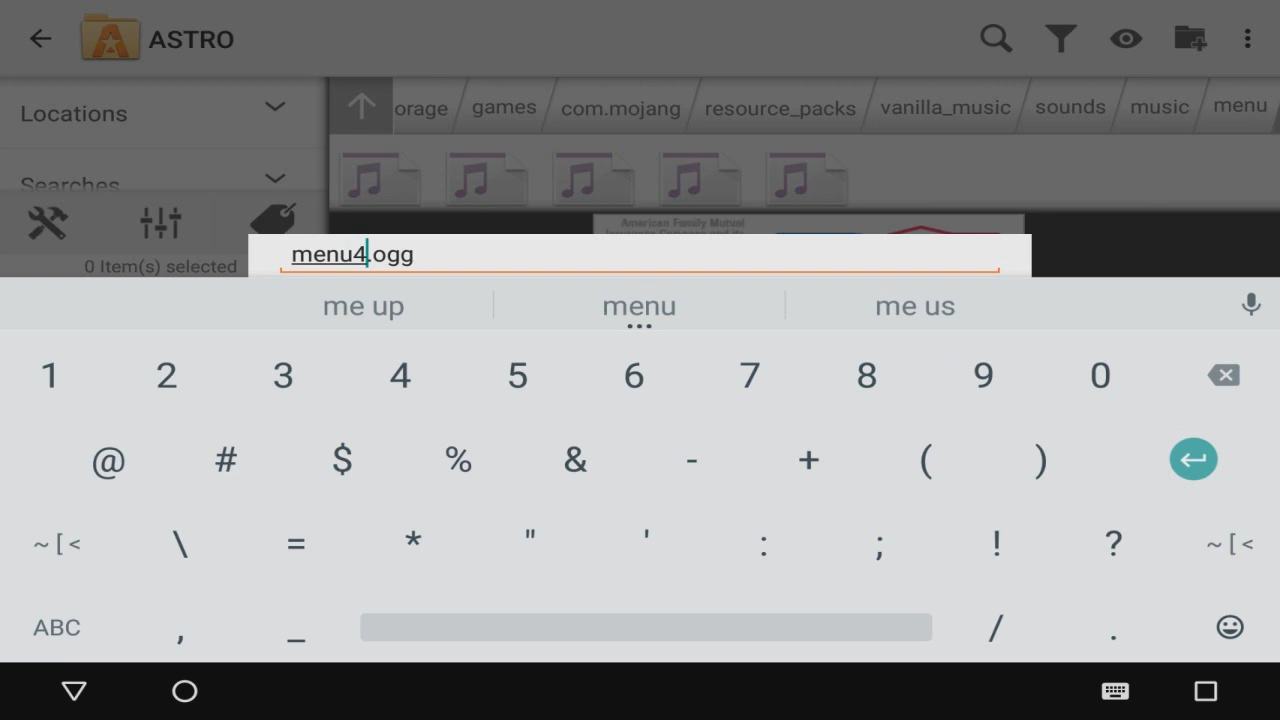 ASTRO
Locations
orage games com.mojang resource_packs vanilla_music sounds music menu
Searches
American Family Mutual
0 Item(s) selected
menu4.ogg
me up menu me us
1 2 3 4 5 6 7 8 9 0
@ # $ % & - + ( )
~ [ < \ = * " ' : ; ! ? ~ [ <
ABC , _ / .